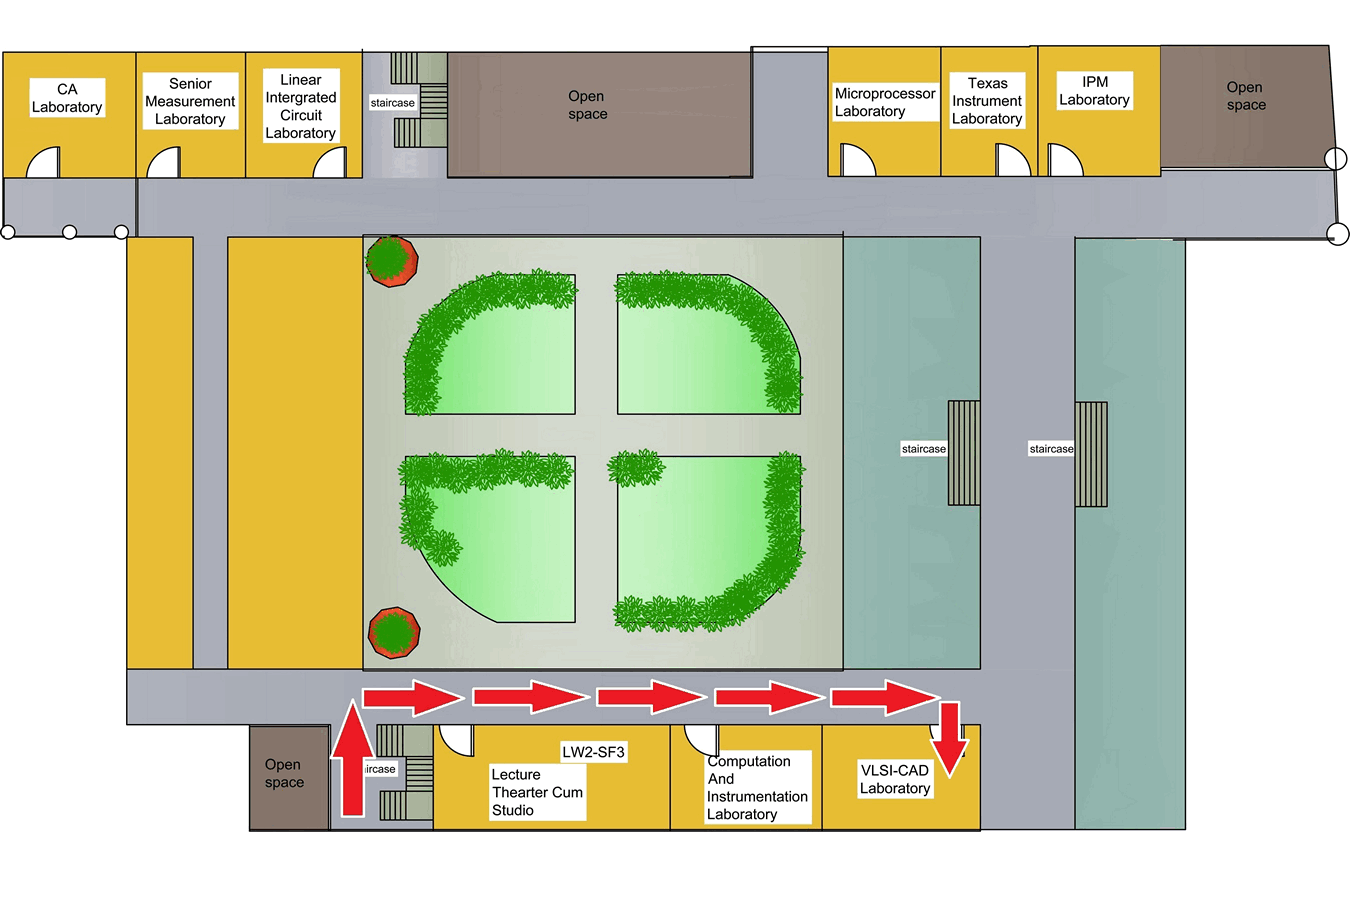 CA
Laboratory
Senior
Measurement
Laboratory
Linear
Intergrated
Circuit
Laboratory
staircase
Open
space
Microprocessor
Laboratory
Texas
Instrument
Laboratory
IPM
Laboratory
Open
space
staircase
staircase
Open
space
aircase
LW2-SF3
Lecture
Thearter Cum
Studio
Computation
And
Instrumentation
Laboratory
VLSI-CAD
Laboratory